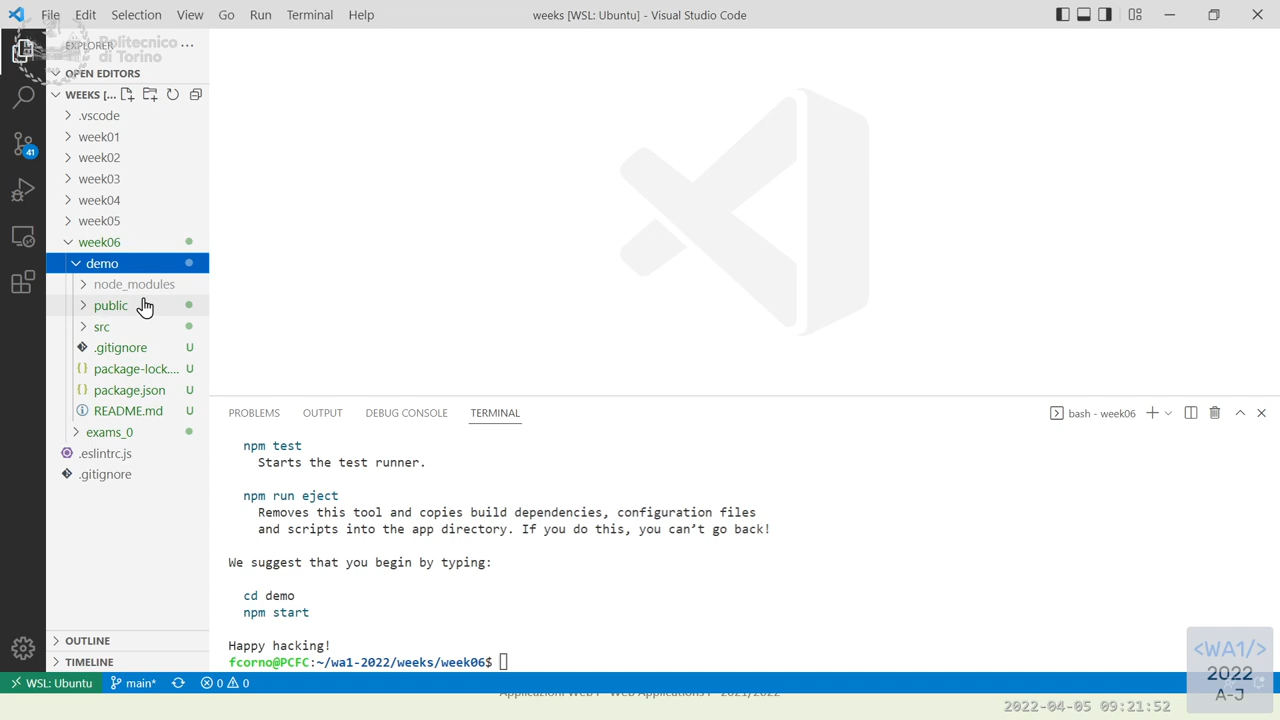 File Edit Selection View Go Run Terminal Help
weeks [WSL: Ubuntu] - Visual Studio Code
EXPLORER
Politecnico
di Torino
OPEN EDITORS
WEEKS [...
.vscode
week01
week02
week03
week04
week05
week06
demo
node_modules
public
src
.gitignore U
package-lock.... U
package.json U
README.md U
exams_0
.eslintrc.js
.gitignore
OUTLINE
TIMELINE
41
PROBLEMS OUTPUT DEBUG CONSOLE TERMINAL
bash - week06
npm test
Starts the test runner.
npm run eject
Removes this tool and copies build dependencies, configuration files
and scripts into the app directory. If you do this, you can’t go back!
We suggest that you begin by typing:
cd demo
npm start
Happy hacking!
fcorno@PCFC:~/wa1-2022/weeks/week06$
WSL: Ubuntu main* 0 0
Applicazioni Web I - Web Applications I - 2021/2022
<WA1/>
2022
A-J
2022-04-05 09:21:52